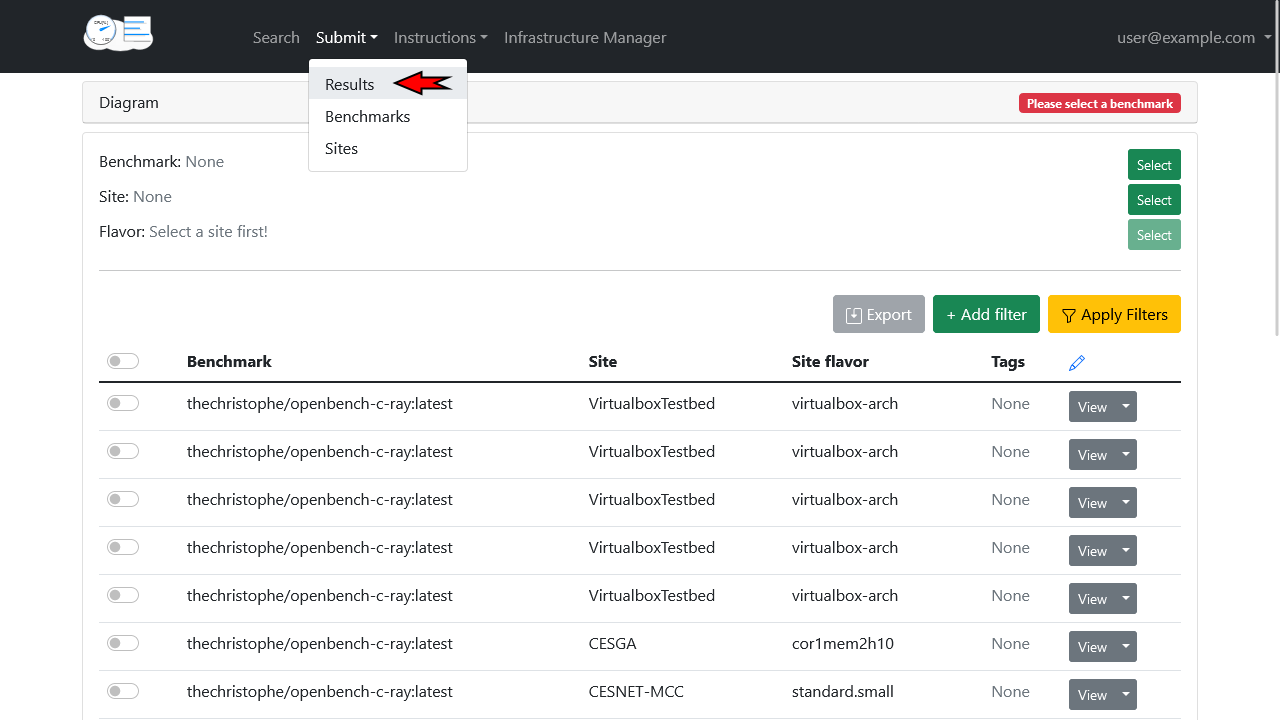 Search Submit Instructions Infrastructure Manager user@example.com
Results
Benchmarks
Sites
Diagram Please select a benchmark
Benchmark: None Select
Site: None Select
Flavor: Select a site first! Select
Export + Add filter Apply Filters
Benchmark Site Site flavor Tags
thechristophe/openbench-c-ray:latest VirtualboxTestbed virtualbox-arch None View
thechristophe/openbench-c-ray:latest VirtualboxTestbed virtualbox-arch None View
thechristophe/openbench-c-ray:latest VirtualboxTestbed virtualbox-arch None View
thechristophe/openbench-c-ray:latest VirtualboxTestbed virtualbox-arch None View
thechristophe/openbench-c-ray:latest VirtualboxTestbed virtualbox-arch None View
thechristophe/openbench-c-ray:latest CESGA cor1mem2h10 None View
thechristophe/openbench-c-ray:latest CESNET-MCC standard.small None View